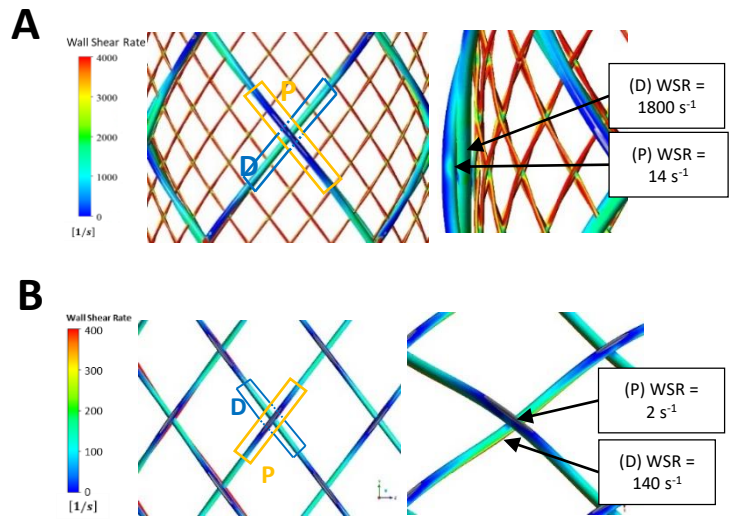 A
Wall Shear Rate
4000
3000
2000
1000
0
[1/s]
P
D
(D) WSR =
1800 s⁻¹
(P) WSR =
14 s⁻¹
B
Wall Shear Rate
400
300
200
100
0
[1/s]
D
P
(P) WSR =
2 s⁻¹
(D) WSR =
140 s⁻¹